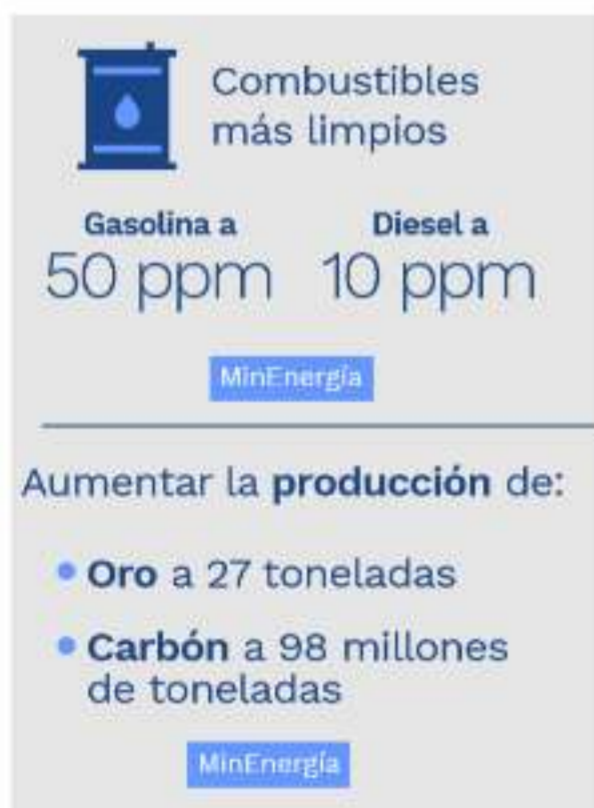 Combustibles
más limpios
Gasolina a
50 ppm
Diesel a
10 ppm
MinEnergía
Aumentar la producción de:
Oro a 27 toneladas
Carbón a 98 millones
de toneladas
MinEnergía